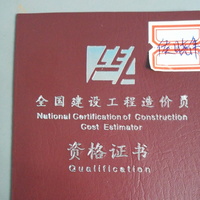 全国建设工程造价员
National Certification of Construction
Cost Estimator
资格证书
Qualification